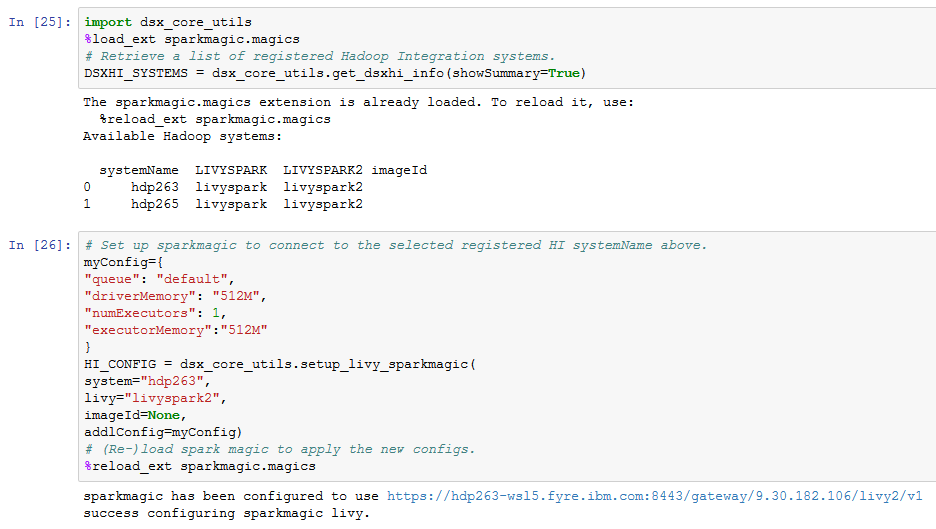 In [25]: import dsx_core_utils
%load_ext sparkmagic.magics
# Retrieve a list of registered Hadoop Integration systems.
DSXHI_SYSTEMS = dsx_core_utils.get_dsxhi_info(showSummary=True)
The sparkmagic.magics extension is already loaded. To reload it, use:
  %reload_ext sparkmagic.magics
Available Hadoop systems:
  systemName  LIVYSPARK  LIVYSPARK2 imageId
0     hdp263  livyspark  livyspark2
1     hdp265  livyspark  livyspark2
In [26]: # Set up sparkmagic to connect to the selected registered HI systemName above.
myConfig={
"queue": "default",
"driverMemory": "512M",
"numExecutors": 1,
"executorMemory":"512M"
}
HI_CONFIG = dsx_core_utils.setup_livy_sparkmagic(
system="hdp263",
livy="livyspark2",
imageId=None,
addlConfig=myConfig)
# (Re-)load spark magic to apply the new configs.
%reload_ext sparkmagic.magics
sparkmagic has been configured to use https://hdp263-wsl5.fyre.ibm.com:8443/gateway/9.30.182.106/livy2/v1
success configuring sparkmagic livy.